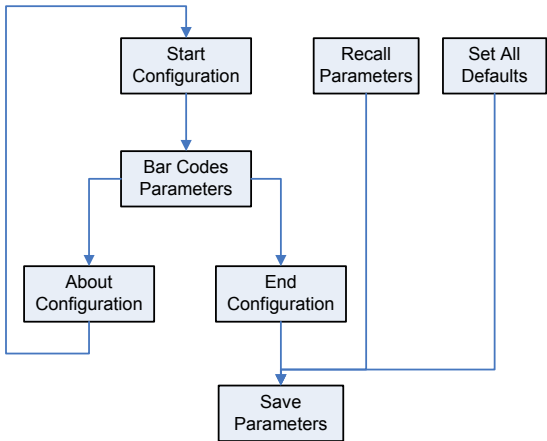 Start
Configuration
Recall
Parameters
Set All
Defaults
Bar Codes
Parameters
About
Configuration
End
Configuration
Save
Parameters